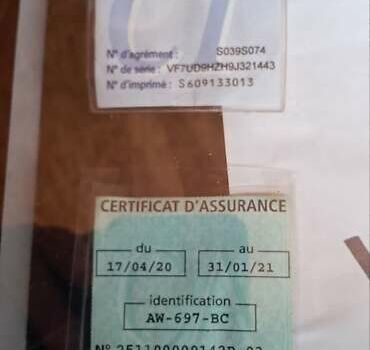 CT
N° d'agrément : S039S074
N° de série : VF7UD9HZH9J321443
N° d'imprimé : S609133013
CERTIFICAT D'ASSURANCE
du au
17/04/20 31/01/21
identification
AW-697-BC